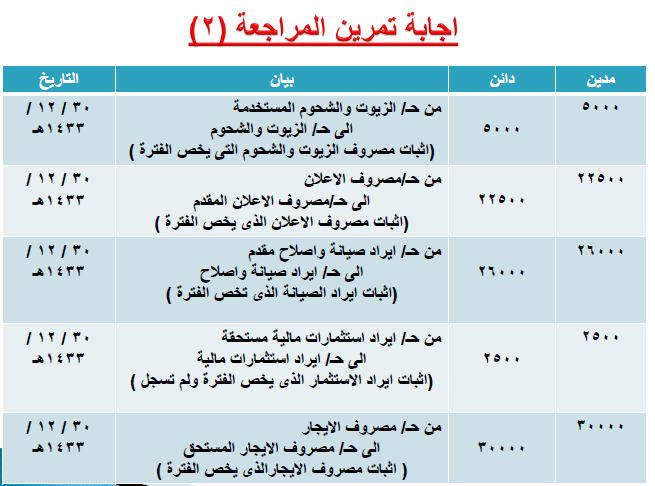 اجابة تمرين المراجعة (٢)
مدين دائن بيان التاريخ
٥٠٠٠ من حـ/ الزيوت والشحوم المستخدمة ٣٠ / ١٢ /
٥٠٠٠ الى حـ/ الزيوت والشحوم ١٤٣٣هـ
(اثبات مصروف الزيوت والشحوم التى يخص الفترة )
٢٢٥٠٠ من حـ/مصروف الاعلان ٣٠ / ١٢ /
٢٢٥٠٠ الى حـ/مصروف الاعلان المقدم ١٤٣٣هـ
(اثبات مصروف الاعلان الذى يخص الفترة )
٢٦٠٠٠ من حـ/ ايراد صيانة واصلاح مقدم ٣٠ / ١٢ /
٢٦٠٠٠ الى حـ/ ايراد صيانة واصلاح ١٤٣٣هـ
(اثبات ايراد الصيانة الذى تخص الفترة )
٢٥٠٠ من حـ/ ايراد استثمارات مالية مستحقة ٣٠ / ١٢ /
٢٥٠٠ الى حـ/ ايراد استثمارات مالية ١٤٣٣هـ
(اثبات ايراد الاستثمار الذى يخص الفترة ولم تسجل )
٣٠٠٠٠ من حـ/ مصروف الايجار ٣٠ / ١٢ /
٣٠٠٠٠ الى حـ/ مصروف الايجار المستحق ١٤٣٣هـ
( اثبات مصروف الايجارالذى يخص الفترة )